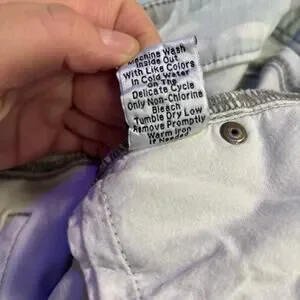 Machine Wash
Inside Out
With Like Colors
In Cold Water
On The
Delicate Cycle
Only Non-Chlorine
Bleach
Tumble Dry Low
Remove Promptly
Warm Iron
If Needed